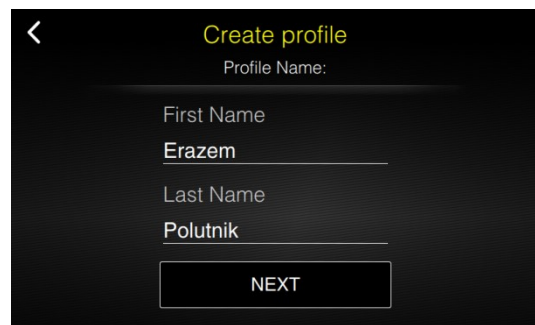 Create profile
Profile Name:
First Name
Erazem
Last Name
Polutnik
NEXT